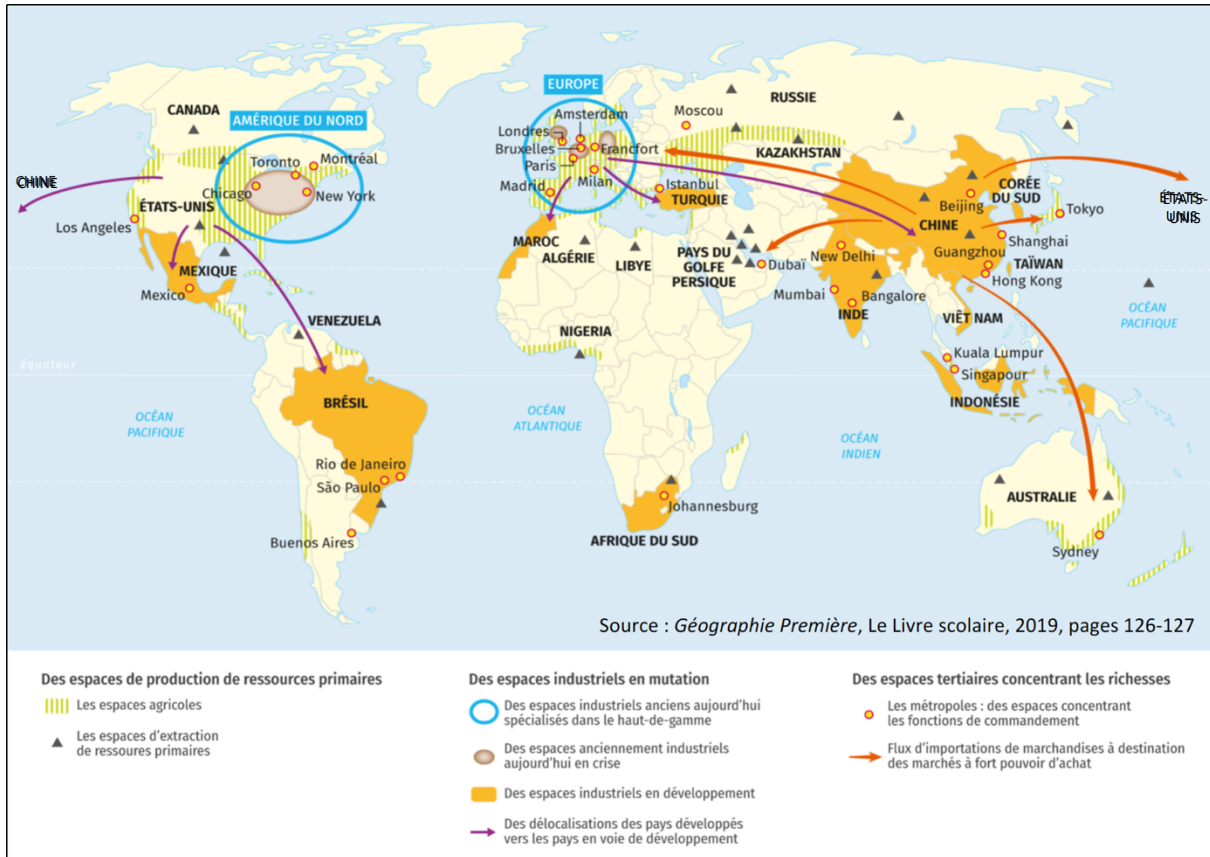 CANADA
AMÉRIQUE DU NORD
Toronto
Montréal
Chicago
New York
CHINE
ÉTATS-UNIS
Los Angeles
MEXIQUE
Mexico
VENEZUELA
équateur
BRÉSIL
OCÉAN
PACIFIQUE
Rio de Janeiro
São Paulo
Buenos Aires
OCÉAN
ATLANTIQUE
EUROPE
Amsterdam
Londres
Bruxelles
Francfort
Paris
Milan
Madrid
Moscou
RUSSIE
KAZAKHSTAN
Istanbul
TURQUIE
MAROC
ALGÉRIE
LIBYE
PAYS DU
GOLFE
PERSIQUE
Dubaï
NIGERIA
Johannesburg
AFRIQUE DU SUD
New Delhi
Mumbai
Bangalore
INDE
CORÉE
DU SUD
Beijing
CHINE
Tokyo
Shanghai
Guangzhou
TAÏWAN
Hong Kong
VIÊT NAM
Kuala Lumpur
Singapour
INDONÉSIE
ÉTATS-
UNIS
OCÉAN
PACIFIQUE
OCÉAN
INDIEN
AUSTRALIE
Sydney
Source : Géographie Première, Le Livre scolaire, 2019, pages 126-127
Des espaces de production de ressources primaires
Les espaces agricoles
Les espaces d'extraction
de ressoures primaires
Des espaces industriels en mutation
Des espaces industriels anciens aujourd'hui
spécialisés dans le haut-de-gamme
Des espaces anciennement industriels
aujourd'hui en crise
Des espaces industriels en développement
Des délocalisations des pays développés
vers les pays en voie de développement
Des espaces tertiaires concentrant les richesses
Les métropoles : des espaces concentrant
les fonctions de commandement
Flux d'importations de marchandises à destination
des marchés à fort pouvoir d'achat